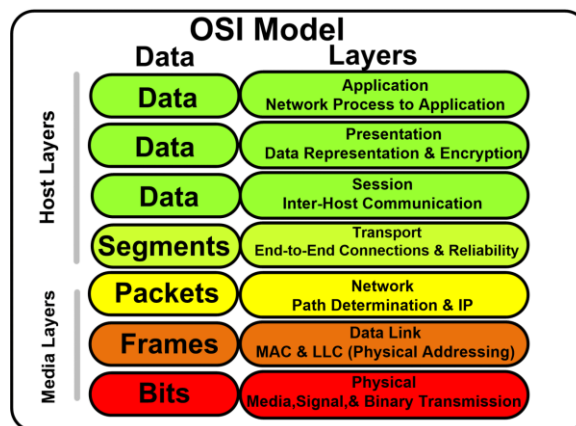 OSI Model
Data Layers
Host Layers
Data
Application
Network Process to Application
Data
Presentation
Data Representation & Encryption
Data
Session
Inter-Host Communication
Segments
Transport
End-to-End Connections & Reliability
Media Layers
Packets
Network
Path Determination & IP
Frames
Data Link
MAC & LLC (Physical Addressing)
Bits
Physical
Media,Signal,& Binary Transmission